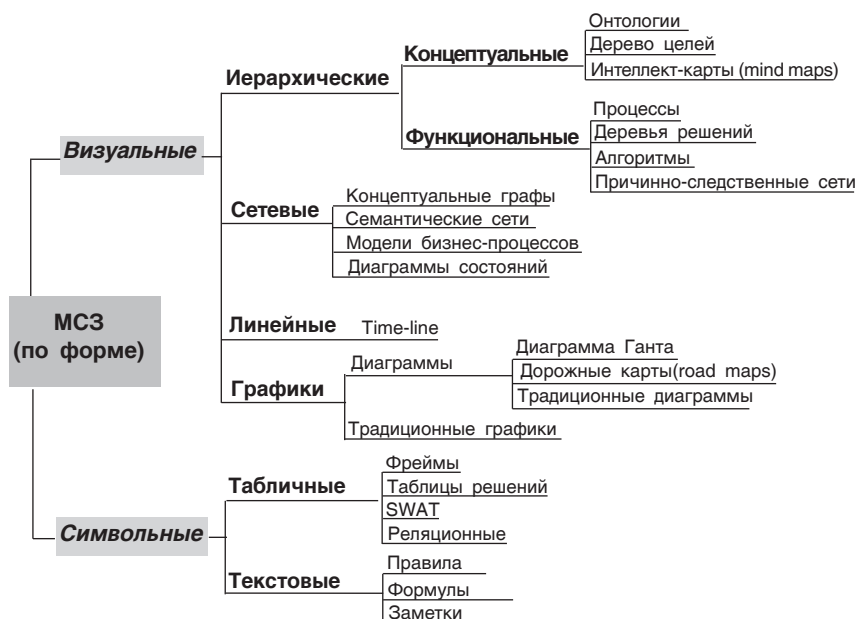 Онтологии
Концептуальные
Дерево целей
Иерархические
Интеллект-карты (mind maps)
Процессы
Функциональные
Деревья решений
Визуальные
Алгоритмы
Причинно-следственные сети
Концептуальные графы
Сетевые
Семантические сети
Модели бизнес-процессов
Диаграммы состояний
МСЗ
(по форме)
Линейные
Time-line
Диаграмма Ганта
Диаграммы
Дорожные карты(road maps)
Графики
Традиционные диаграммы
Традиционные графики
Фреймы
Табличные
Таблицы решений
SWAT
Символьные
Реляционные
Правила
Текстовые
Формулы
Заметки